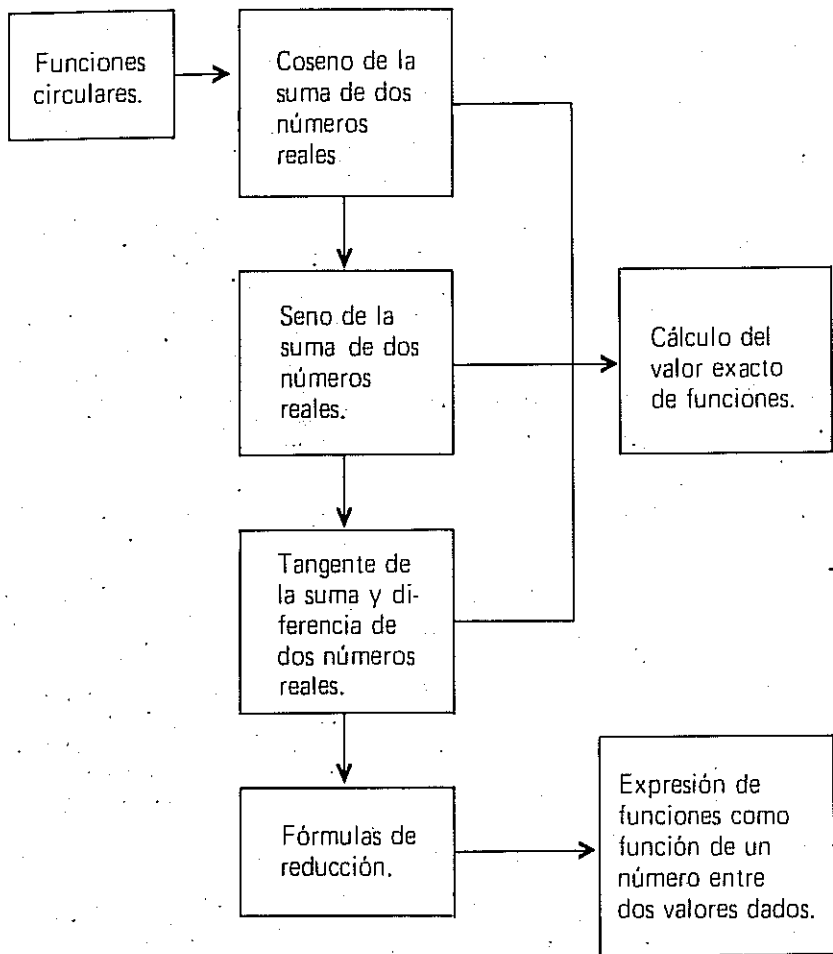 Funciones
circulares.
Coseno de la
suma de dos
números
reales
Seno de la
suma de dos
números
reales.
Cálculo del
valor exacto
de funciones.
Tangente de
la suma y di-
ferencia de
dos números
reales.
Fórmulas de
reducción.
Expresión de
funciones como
función de un
número entre
dos valores dados.